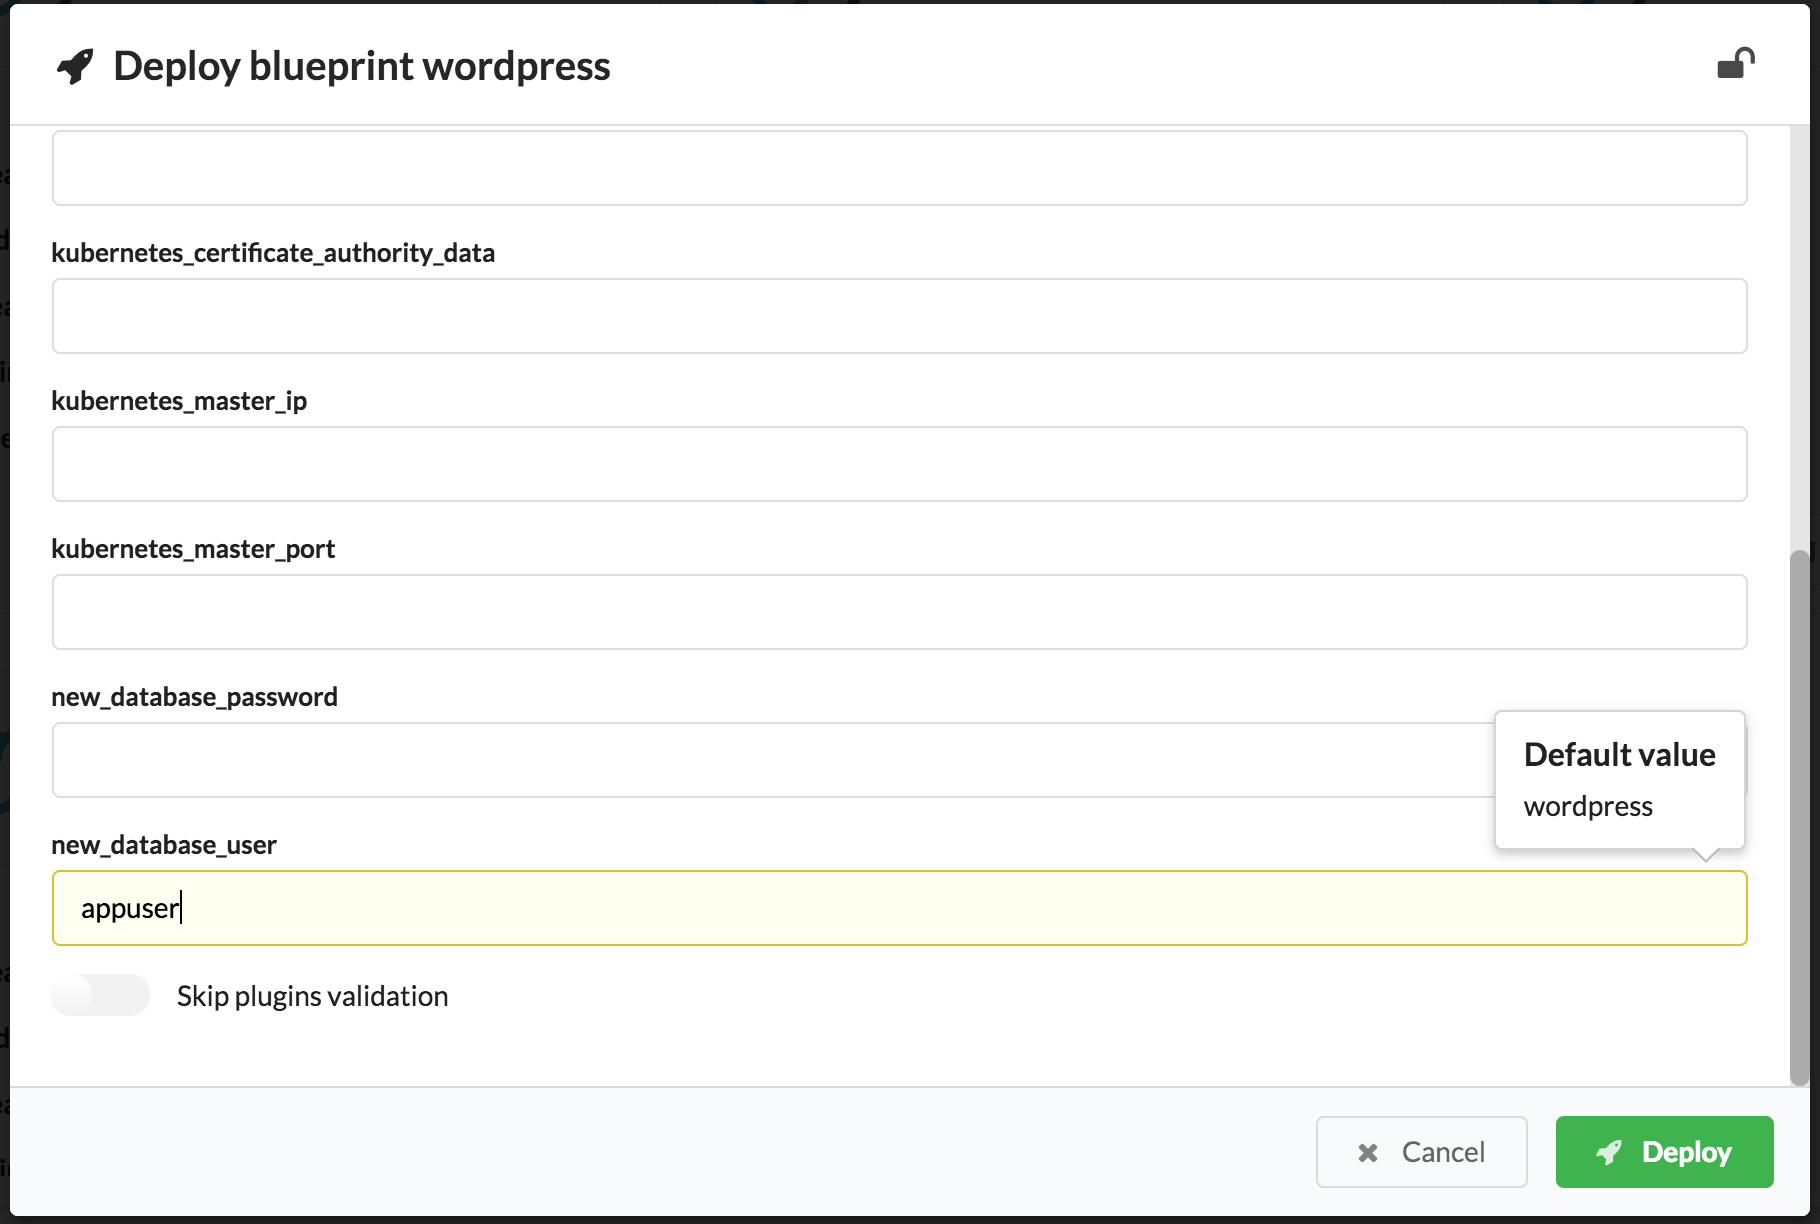 Deploy blueprint wordpress
kubernetes_certificate_authority_data
kubernetes_master_ip
kubernetes_master_port
new_database_password
Default value
wordpress
new_database_user
appuser
Skip plugins validation
Cancel
Deploy